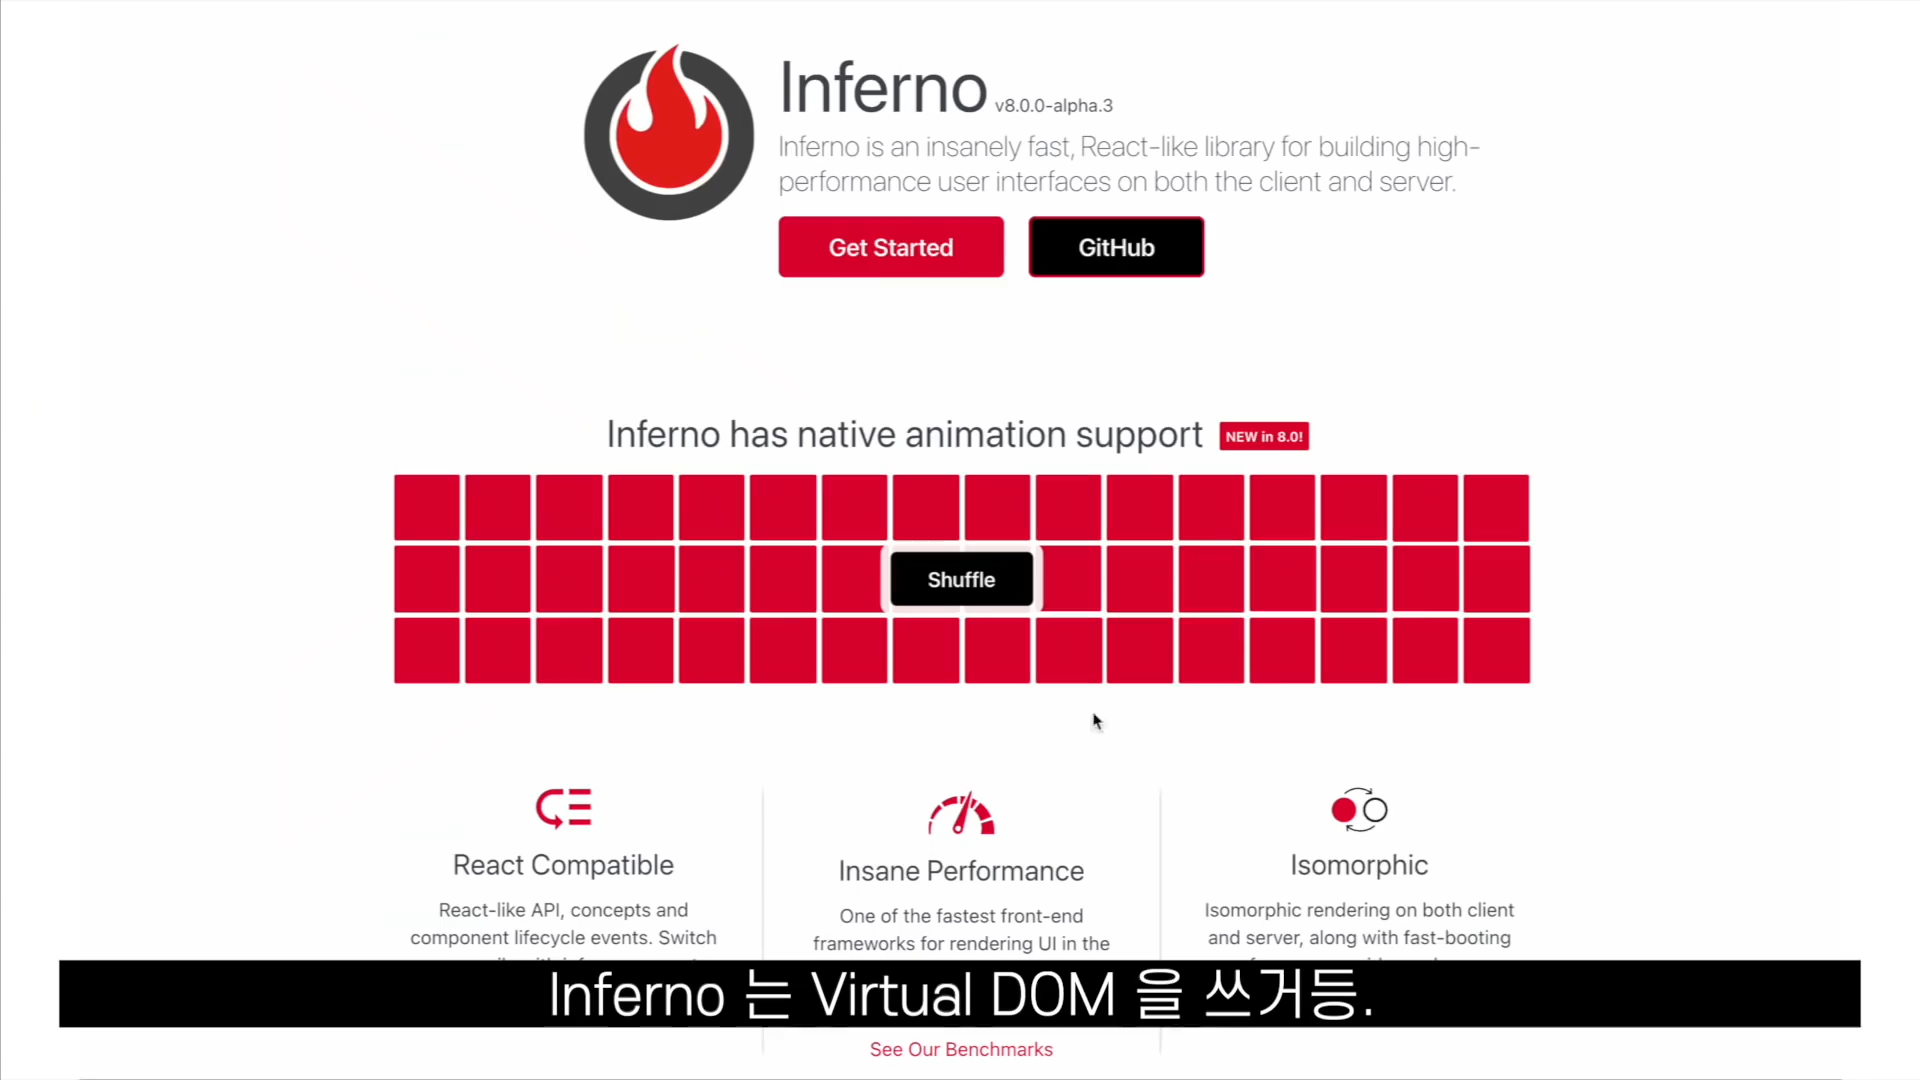 Inferno v8.0.0-alpha.3
Inferno is an insanely fast, React-like library for building high-
performance user interfaces on both the client and server.
Get Started
GitHub
Inferno has native animation support NEW in 8.0!
Shuffle
React Compatible
React-like API, concepts and
component lifecycle events. Switch
Insane Performance
One of the fastest front-end
frameworks for rendering UI in the
See Our Benchmarks
Isomorphic
Isomorphic rendering on both client
and server, along with fast-booting
Inferno 는 Virtual DOM 을 쓰거등.